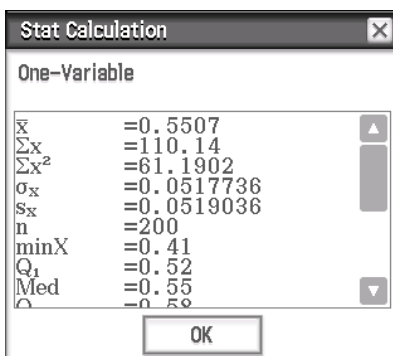 Stat Calculation
One-Variable
x̄ =0.5507
Σx =110.14
Σx² =61.1902
σx =0.0517736
sx =0.0519036
n =200
minX =0.41
Q₁ =0.52
Med =0.55
OK